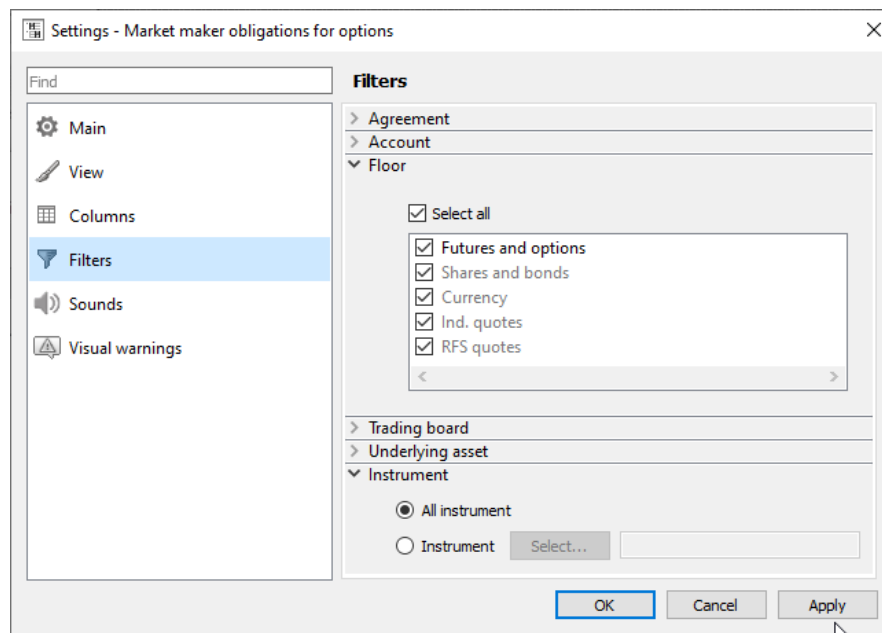 Settings - Market maker obligations for options
Find
Main
View
Columns
Filters
Sounds
Visual warnings
Filters
Agreement
Account
Floor
Select all
Futures and options
Shares and bonds
Currency
Ind. quotes
RFS quotes
Trading board
Underlying asset
Instrument
All instrument
Instrument Select...
OK Cancel Apply